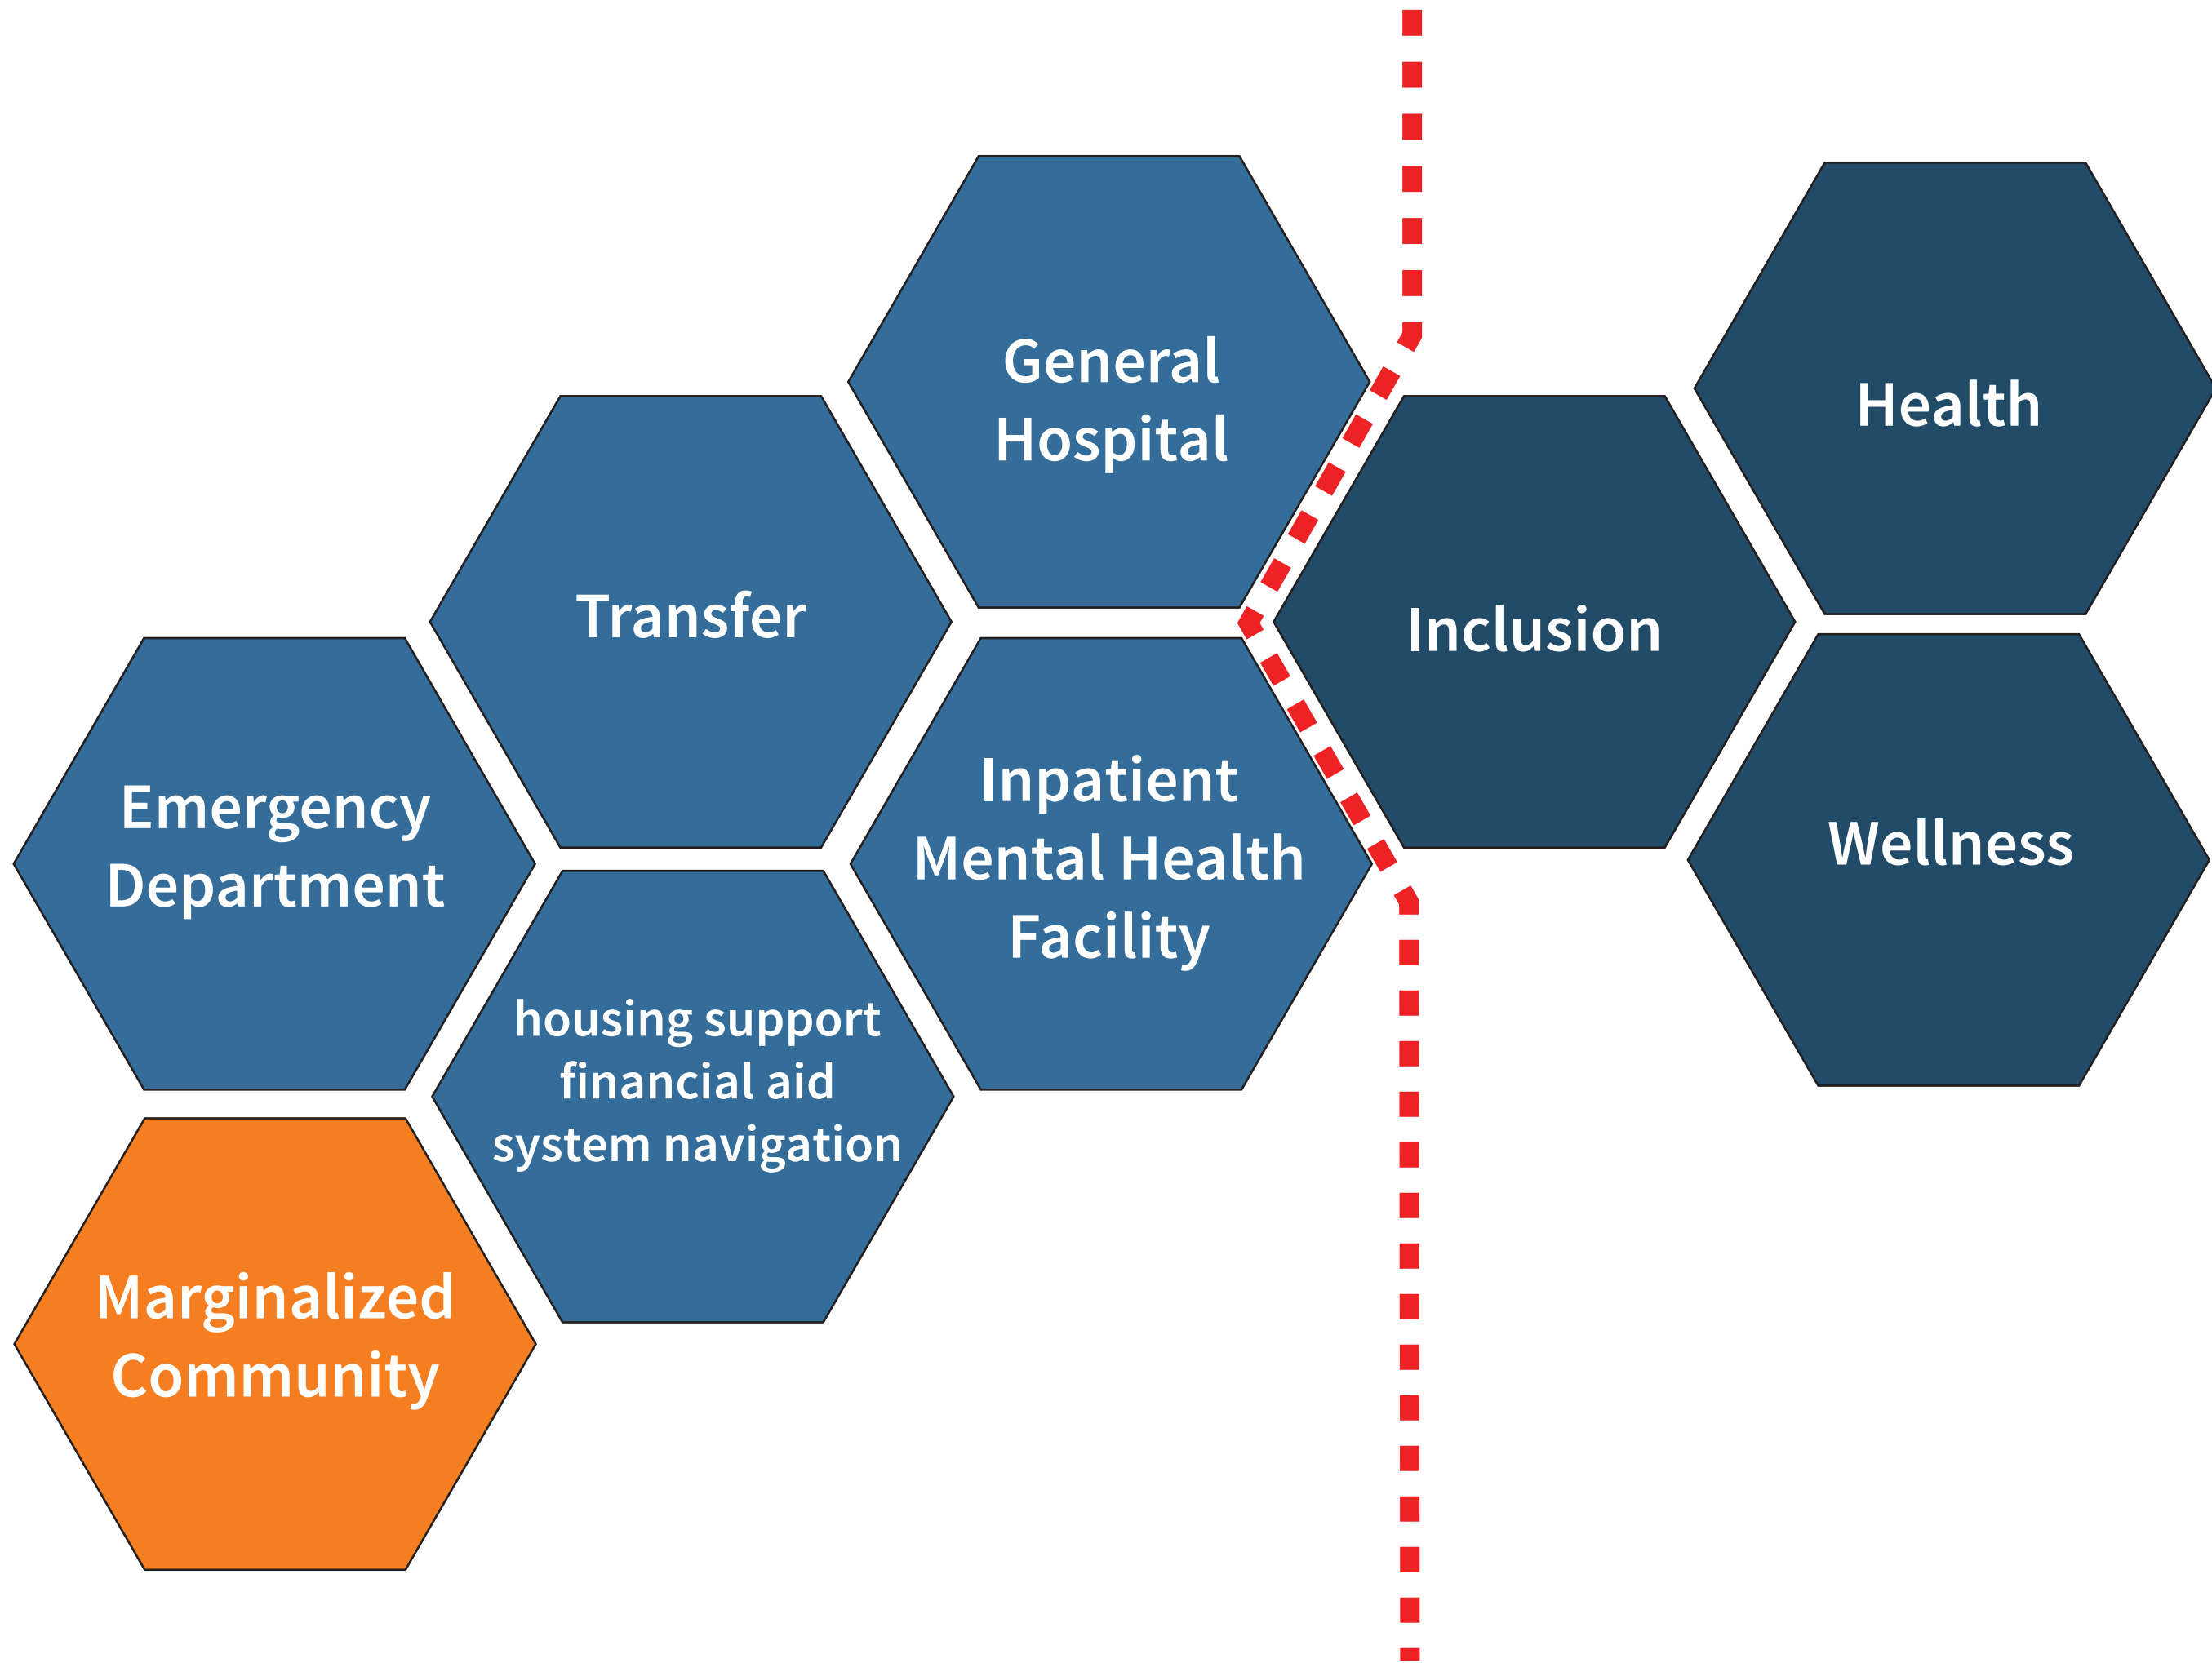 General
Hospital
Health
Transfer
Inclusion
Emergency
Department
Inpatient
Mental Health
Facility
Wellness
housing support
financial aid
system navigation
Marginalized
Community